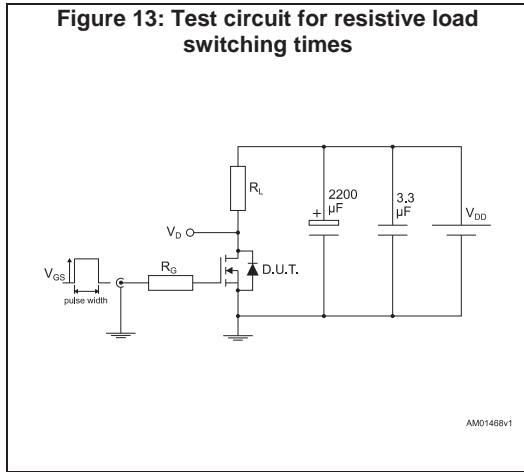 Figure 13: Test circuit for resistive load
switching times
R_L
2200
μF
+
3.3
μF
V_DD
V_D
V_GS
R_G
D.U.T.
pulse width
AM01468v1